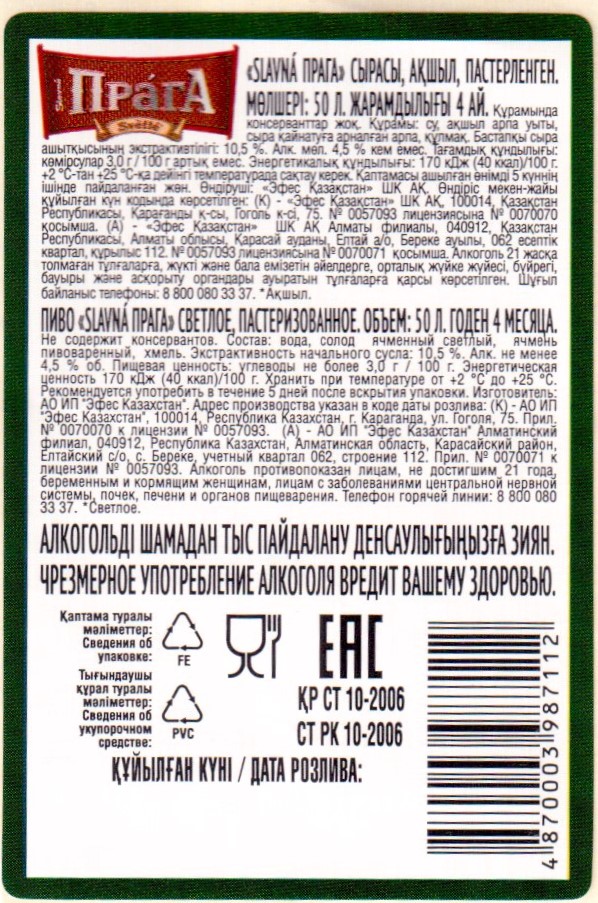 Slavná
ПРáГА
Světlé
«SLAVNÁ ПРАГА» СЫРАСЫ, АҚШЫЛ, ПАСТЕРЛЕНГЕН.
МӨЛШЕРІ: 50 Л. ЖАРАМДЫЛЫҒЫ 4 АЙ. Құрамында
консерванттар жоқ. Құрамы: су, ақшыл арпа уыты,
сыра қайнатуға арналған арпа, құлмақ. Бастапқы сыра
ашытқысының экстрактивтілігі: 10,5 %. Алк. мөл. 4,5 % кем емес. Тағамдық құндылығы:
көмірсулар 3,0 г / 100 г артық емес. Энергетикалық құндылығы: 170 кДж (40 ккал)/100 г.
+2 °С-тан +25 °С-қа дейінгі температурада сақтау керек. Қаптамасы ашылған өнімді 5 күннің
ішінде пайдаланған жөн. Өндіруші: «Эфес Қазақстан» ШК АҚ. Өндіріс мекен-жайы
құйылған күн кодында көрсетілген: (К) - «Эфес Қазақстан» ШК АҚ, 100014, Қазақстан
Республикасы, Қарағанды қ-сы, Гоголь к-сі, 75. № 0057093 лицензиясына № 0070070
қосымша. (А) - «Эфес Қазақстан» ШК АҚ Алматы филиалы, 040912, Қазақстан
Республикасы, Алматы облысы, Қарасай ауданы, Елтай а/о, Береке ауылы, 062 есептік
квартал, құрылыс 112. № 0057093 лицензиясына № 0070071 қосымша. Алкоголь 21 жасқа
толмаған тұлғаларға, жүкті және бала емізетін әйелдерге, орталық жүйке жүйесі, бүйрегі,
бауыры және асқорыту органдары ауыратын тұлғаларға қарсы көрсетілген. Шұғыл
байланыс телефоны: 8 800 080 33 37. *Ақшыл.
ПИВО «SLAVNÁ ПРАГА» СВЕТЛОЕ, ПАСТЕРИЗОВАННОЕ. ОБЪЕМ: 50 Л. ГОДЕН 4 МЕСЯЦА.
Не содержит консервантов. Состав: вода, солод ячменный светлый, ячмень
пивоваренный, хмель. Экстрактивность начального сусла: 10,5 %. Алк. не менее
4,5 % об. Пищевая ценность: углеводы не более 3,0 г / 100 г. Энергетическая
ценность 170 кДж (40 ккал)/100 г. Хранить при температуре от +2 °С до +25 °С.
Рекомендуется употребить в течение 5 дней после вскрытия упаковки. Изготовитель:
АО ИП "Эфес Казахстан". Адрес производства указан в коде даты розлива: (К) - АО ИП
"Эфес Казахстан", 100014, Республика Казахстан, г. Караганда, ул. Гоголя, 75. Прил.
№ 0070070 к лицензии № 0057093. (А) - АО ИП "Эфес Казахстан" Алматинский
филиал, 040912, Республика Казахстан, Алматинская область, Карасайский район,
Елтайский с/о, с. Береке, учетный квартал 062, строение 112. Прил. № 0070071 к
лицензии № 0057093. Алкоголь противопоказан лицам, не достигшим 21 года,
беременным и кормящим женщинам, лицам с заболеваниями центральной нервной
системы, почек, печени и органов пищеварения. Телефон горячей линии: 8 800 080
33 37. *Светлое.
АЛКОГОЛЬДІ ШАМАДАН ТЫС ПАЙДАЛАНУ ДЕНСАУЛЫҒЫҢЫЗҒА ЗИЯН.
ЧРЕЗМЕРНОЕ УПОТРЕБЛЕНИЕ АЛКОГОЛЯ ВРЕДИТ ВАШЕМУ ЗДОРОВЬЮ.
Қаптама туралы
мәліметтер:
Сведения об
упаковке:
FE
Тығындаушы
құрал туралы
мәліметтер:
Сведения об
укупорочном
средстве:
PVC
ЕАС
ҚР СТ 10-2006
СТ РК 10-2006
ҚҰЙЫЛҒАН КҮНІ / ДАТА РОЗЛИВА:
4870003987112